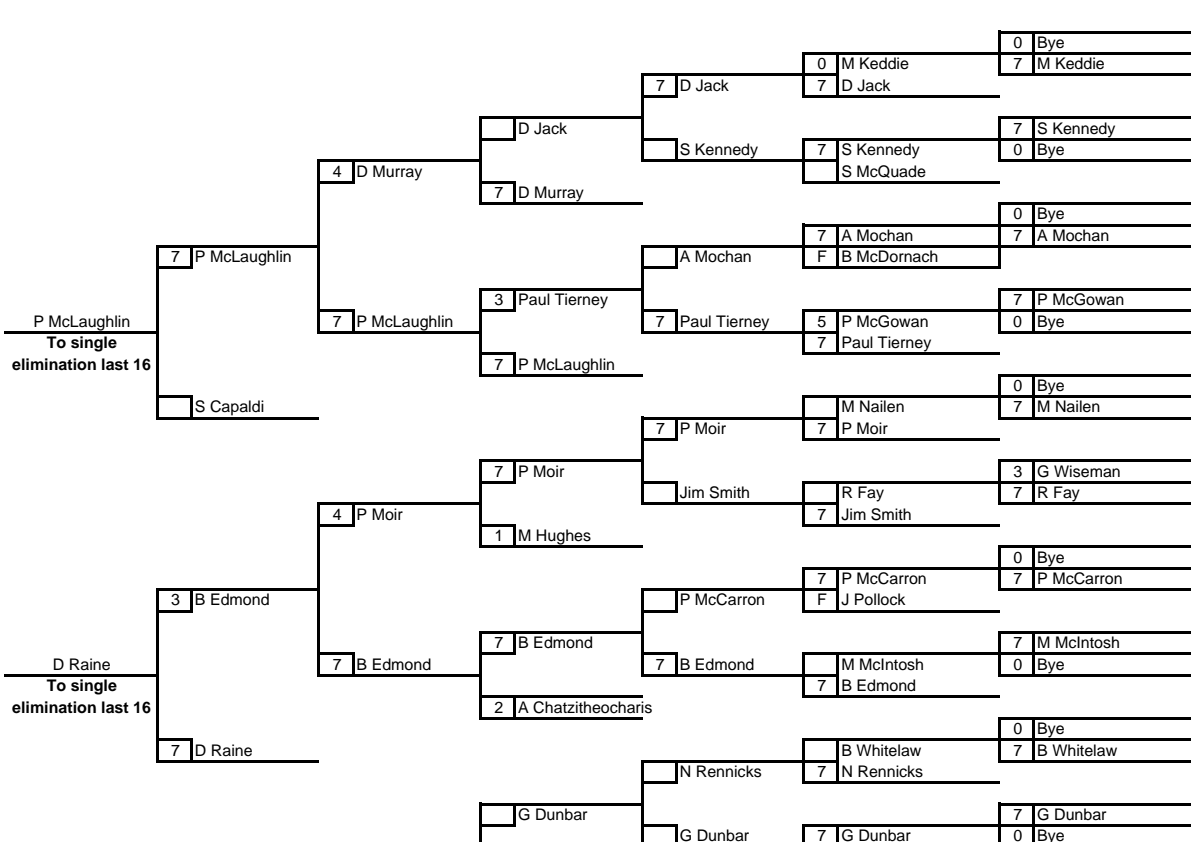 0 Bye
0 M Keddie 7 M Keddie
7 D Jack 7 D Jack
D Jack 7 S Kennedy
S Kennedy 7 S Kennedy 0 Bye
4 D Murray S McQuade
7 D Murray
0 Bye
7 A Mochan 7 A Mochan
7 P McLaughlin A Mochan F B McDornach
3 Paul Tierney 7 P McGowan
P McLaughlin 7 P McLaughlin 7 Paul Tierney 5 P McGowan 0 Bye
To single 7 Paul Tierney
elimination last 16 7 P McLaughlin
0 Bye
S Capaldi M Nailen 7 M Nailen
7 P Moir 7 P Moir
7 P Moir 3 G Wiseman
Jim Smith R Fay 7 R Fay
4 P Moir 7 Jim Smith
1 M Hughes
0 Bye
7 P McCarron 7 P McCarron
3 B Edmond P McCarron F J Pollock
7 B Edmond 7 M McIntosh
D Raine 7 B Edmond 7 B Edmond M McIntosh 0 Bye
To single 7 B Edmond
elimination last 16 2 A Chatzitheocharis
0 Bye
7 D Raine B Whitelaw 7 B Whitelaw
N Rennicks 7 N Rennicks
G Dunbar 7 G Dunbar
G Dunbar 7 G Dunbar 0 Bye